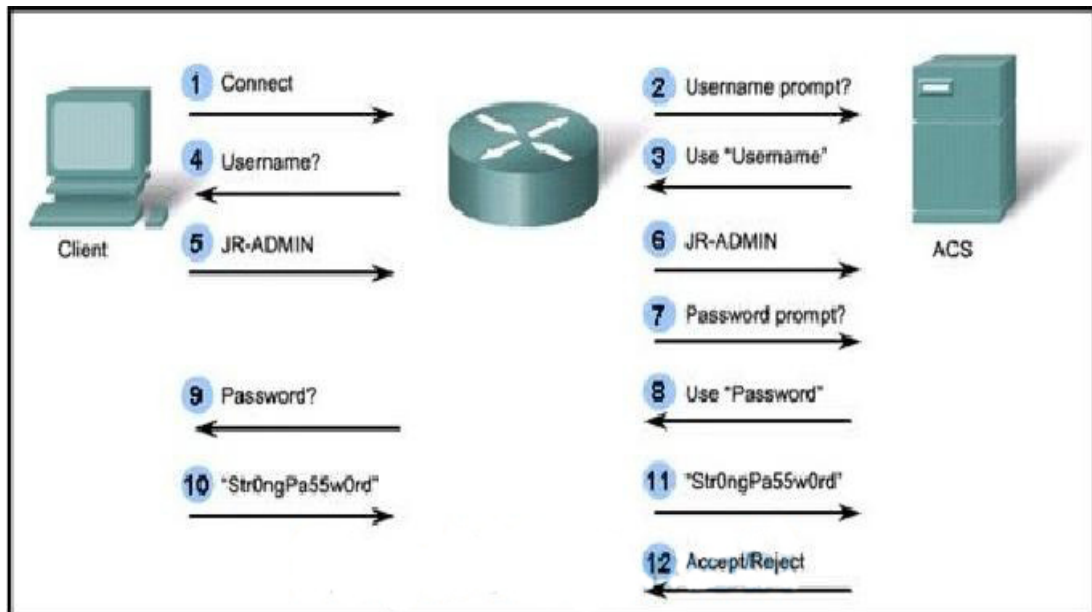 1 Connect
2 Username prompt?
4 Username?
3 Use "Username"
Client
5 JR-ADMIN
6 JR-ADMIN
ACS
7 Password prompt?
9 Password?
8 Use "Password"
10 "Str0ngPa55w0rd"
11 "Str0ngPa55w0rd"
12 Accept/Reject